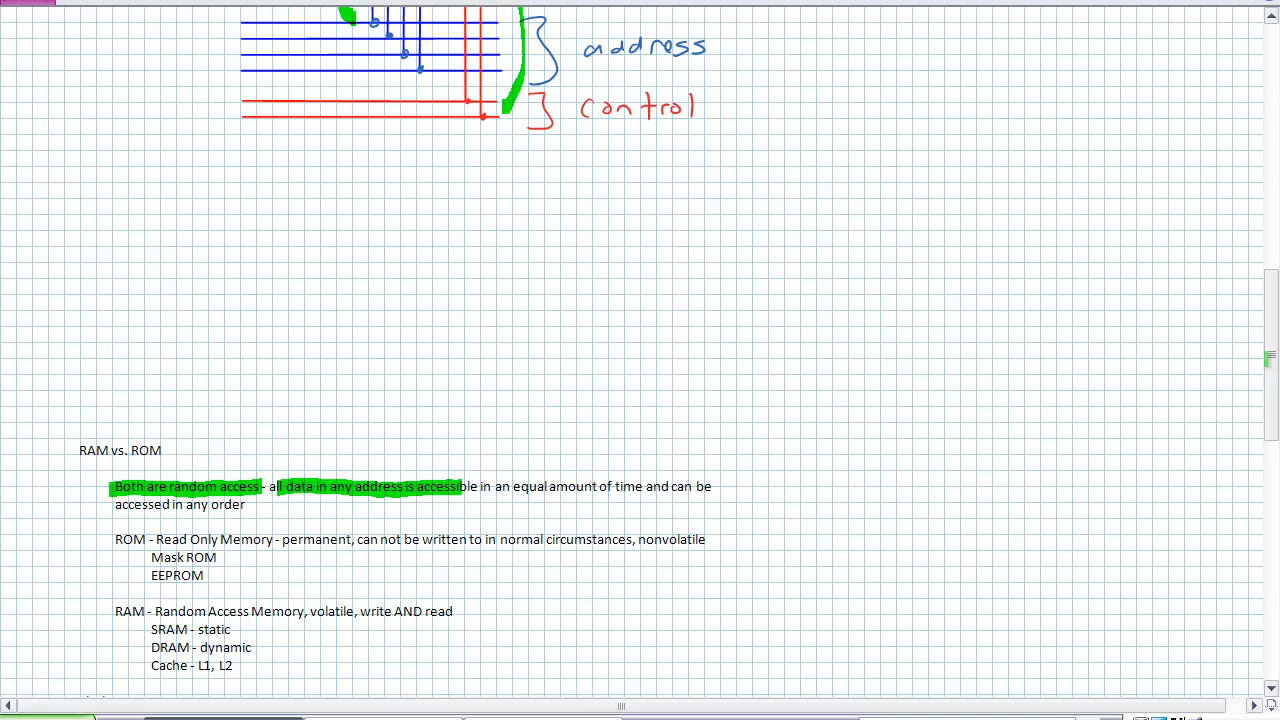 address
control
RAM vs. ROM
Both are random access - all data in any address is accessible in an equal amount of time and can be
accessed in any order
ROM - Read Only Memory - permanent, can not be written to in normal circumstances, nonvolatile
Mask ROM
EEPROM
RAM - Random Access Memory, volatile, write AND read
SRAM - static
DRAM - dynamic
Cache - L1, L2